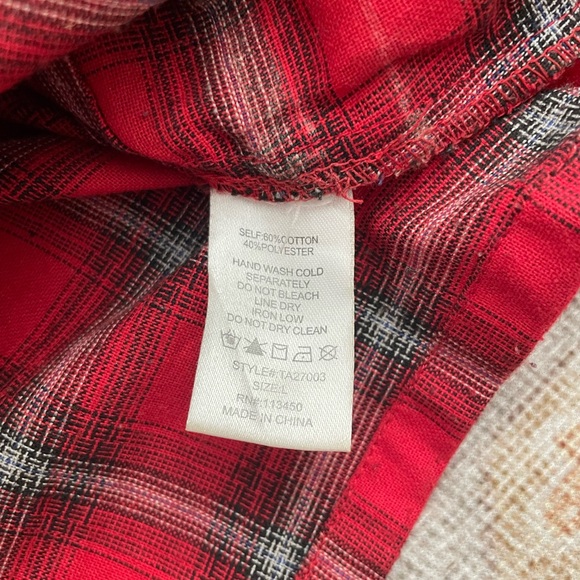 SELF:60%COTTON
40%POLYESTER
HAND WASH COLD
SEPARATELY
DO NOT BLEACH
LINE DRY
IRON LOW
DO NOT DRY CLEAN
STYLE#:TA27003
SIZE:L
RN#:113450
MADE IN CHINA